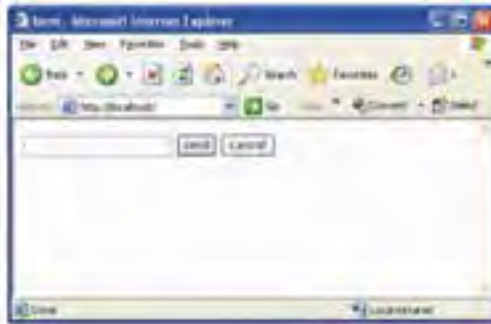 form - Microsoft Internet Explorer
File Edit View Favorites Tools Help
Back Search Favorites
http://localhost/ Go Convert Select
send cancel
Done Local intranet